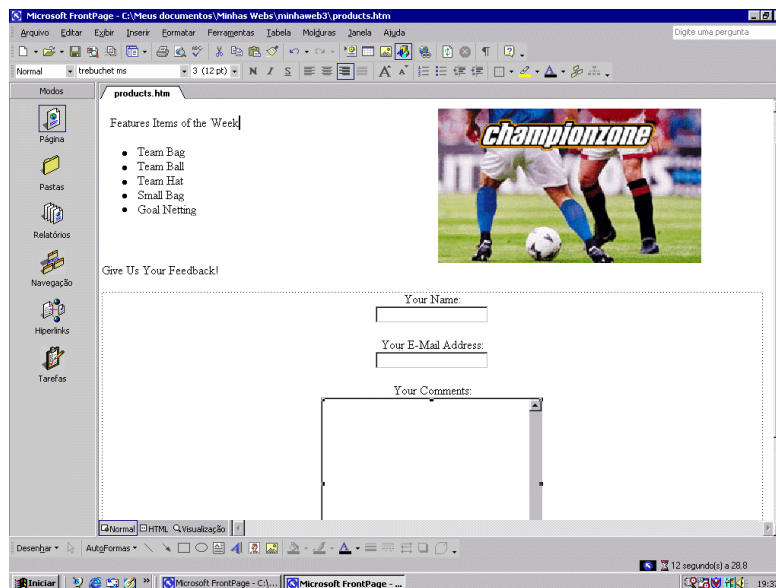 Microsoft FrontPage - C:\Meus documentos\Minhas Webs\minhaweb3\products.htm
Arquivo Editar Exibir Inserir Formatar Ferramentas Tabela Molduras Janela Ajuda Digite uma pergunta
Normal trebuchet ms 3 (12 pt) N I S
Modos products.htm
Página
Pastas
Relatórios
Navegação
Hiperlinks
Tarefas
Features Items of the Week
Team Bag
Team Ball
Team Hat
Small Bag
Goal Netting
championzone
Give Us Your Feedback!
Your Name:
Your E-Mail Address:
Your Comments:
Normal HTML Visualização
Desenhar AutoFormas
12 segundo(s) a 28.8
Iniciar Microsoft FrontPage - C:\... Microsoft FrontPage - ... 19:37